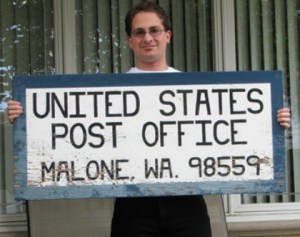 UNITED STATES
POST OFFICE
MALONE, WA. 98559